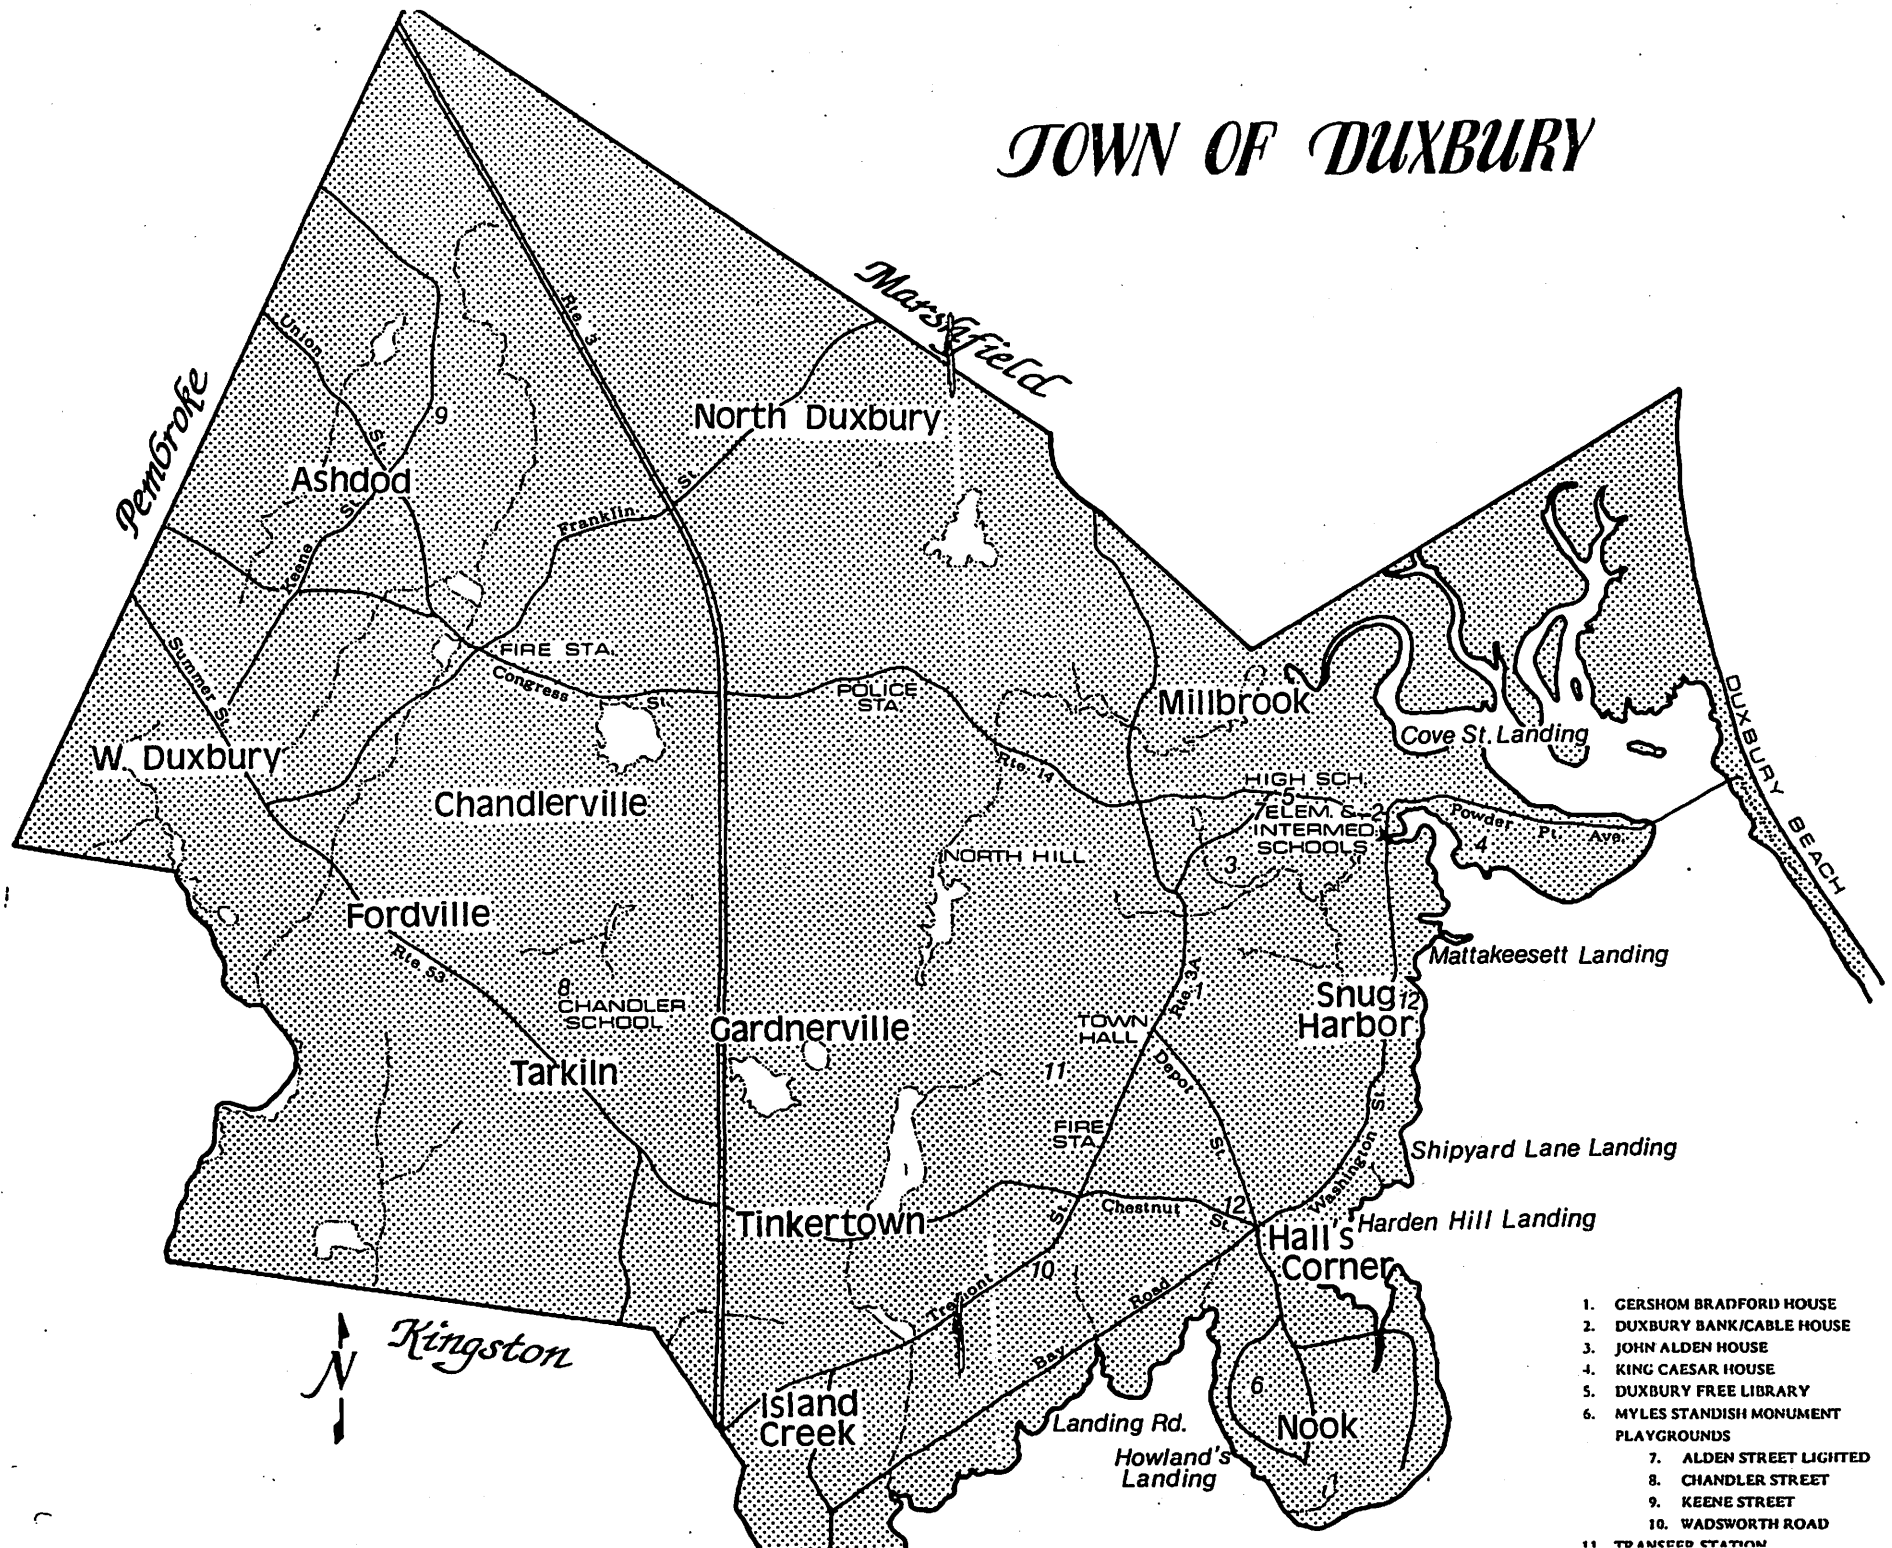 TOWN OF DUXBURY
Marshfield
Pembroke
Kingston
N
Rte. 3
Union
St.
9
Ashdod
Keene
St.
North Duxbury
St
Franklin
FIRE STA.
Congress
St.
Summer St.
W. Duxbury
Chandlerville
POLICE
STA.
Rte. 14
Millbrook
Cove St. Landing
DUXBURY BEACH
HIGH SCH.
5
7
ELEM. &
2
INTERMED.
SCHOOLS
3
Powder Pt. Ave.
4
NORTH HILL
Fordville
Rte 53
8
CHANDLER
SCHOOL
Mattakeesett Landing
Snug
Harbor
12
Rte 3A
1
TOWN
HALL
Gardnerville
Tarkiln
11
Depot
St.
FIRE
STA.
Washington
St.
Shipyard Lane Landing
Tinkertown
Chestnut
St.
12
St.
Harden Hill Landing
Hall's
Corner
10
Tremont
Bay
Road
Island
Creek
6
Nook
Landing Rd.
Howland's
Landing
1. GERSHOM BRADFORD HOUSE
2. DUXBURY BANK/CABLE HOUSE
3. JOHN ALDEN HOUSE
4. KING CAESAR HOUSE
5. DUXBURY FREE LIBRARY
6. MYLES STANDISH MONUMENT
PLAYGROUNDS
7. ALDEN STREET LIGHTED
8. CHANDLER STREET
9. KEENE STREET
10. WADSWORTH ROAD
11. TRANSFER STATION